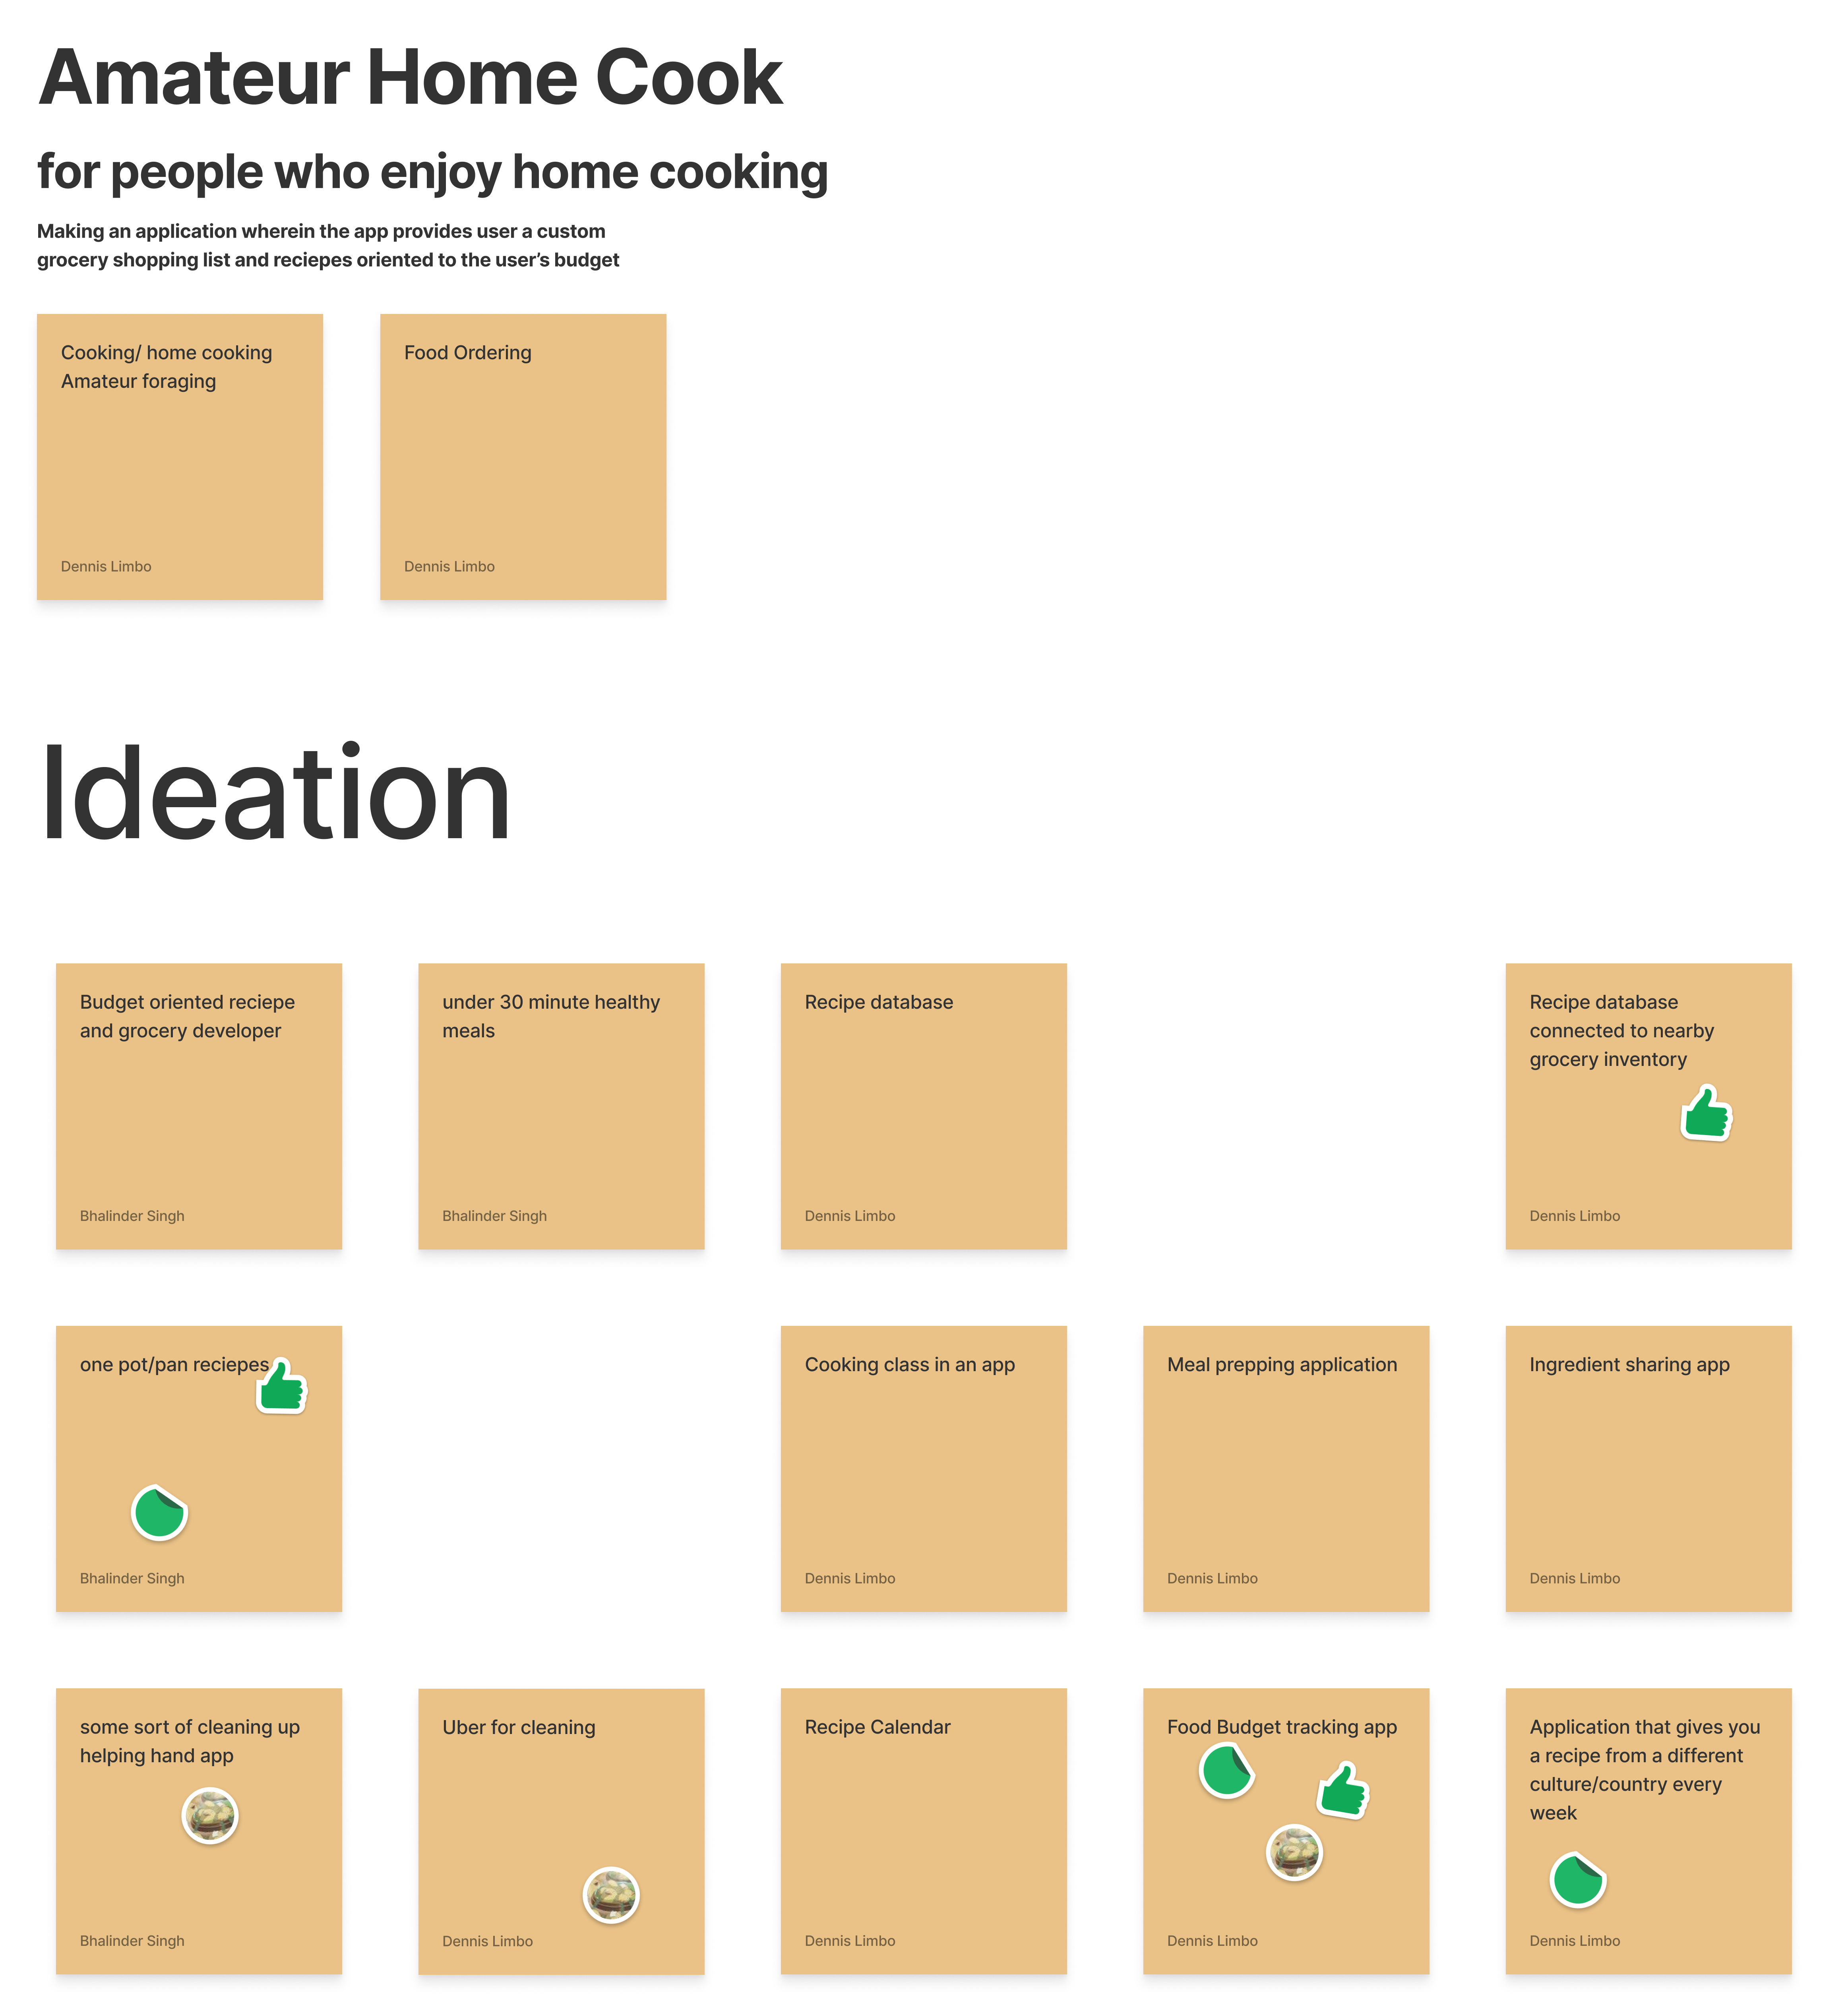 Amateur Home Cook
for people who enjoy home cooking
Making an application wherein the app provides user a custom
grocery shopping list and reciepes oriented to the user’s budget
Cooking/ home cooking
Amateur foraging
Dennis Limbo
Food Ordering
Dennis Limbo
Ideation
Budget oriented reciepe
and grocery developer
Bhalinder Singh
under 30 minute healthy
meals
Bhalinder Singh
Recipe database
Dennis Limbo
Recipe database
connected to nearby
grocery inventory
Dennis Limbo
one pot/pan reciepes
Bhalinder Singh
Cooking class in an app
Dennis Limbo
Meal prepping application
Dennis Limbo
Ingredient sharing app
Dennis Limbo
some sort of cleaning up
helping hand app
Bhalinder Singh
Uber for cleaning
Dennis Limbo
Recipe Calendar
Dennis Limbo
Food Budget tracking app
Dennis Limbo
Application that gives you
a recipe from a different
culture/country every
week
Dennis Limbo